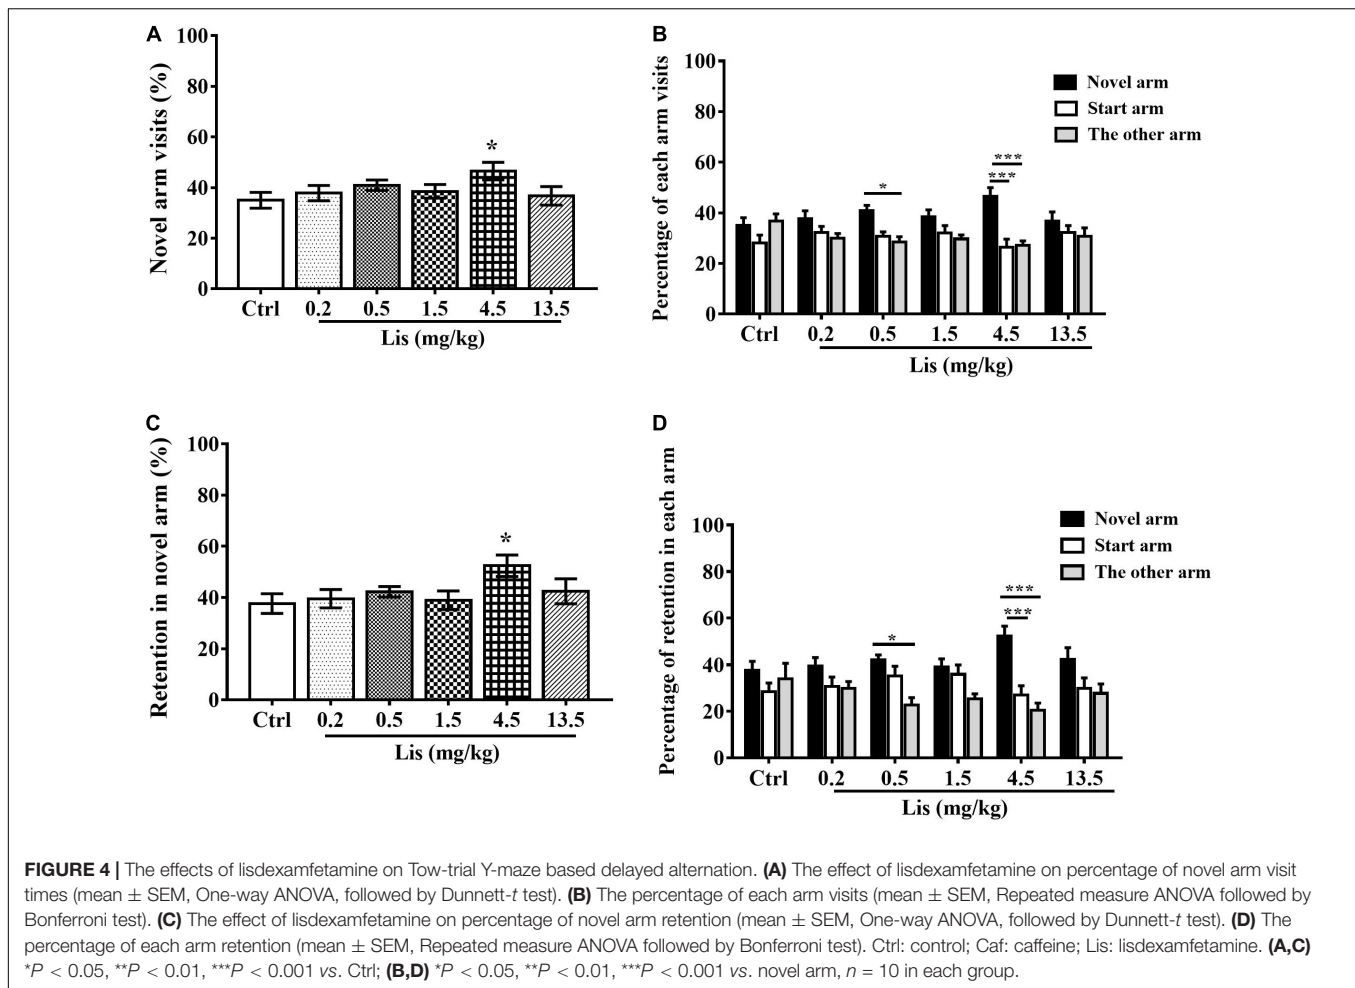 A
Novel arm visits (%)
100
80
60
40
20
0
*
Ctrl 0.2 0.5 1.5 4.5 13.5
Lis (mg/kg)
B
Percentage of each arm visits
100
80
60
40
20
0
Novel arm
Start arm
The other arm
*
***
***
Ctrl 0.2 0.5 1.5 4.5 13.5
Lis (mg/kg)
C
Retention in novel arm (%)
100
80
60
40
20
0
*
Ctrl 0.2 0.5 1.5 4.5 13.5
Lis (mg/kg)
D
Percentage of retention in each arm
100
80
60
40
20
0
Novel arm
Start arm
The other arm
*
***
***
Ctrl 0.2 0.5 1.5 4.5 13.5
Lis (mg/kg)
FIGURE 4 | The effects of lisdexamfetamine on Tow-trial Y-maze based delayed alternation. (A) The effect of lisdexamfetamine on percentage of novel arm visit
times (mean ± SEM, One-way ANOVA, followed by Dunnett-t test). (B) The percentage of each arm visits (mean ± SEM, Repeated measure ANOVA followed by
Bonferroni test). (C) The effect of lisdexamfetamine on percentage of novel arm retention (mean ± SEM, One-way ANOVA, followed by Dunnett-t test). (D) The
percentage of each arm retention (mean ± SEM, Repeated measure ANOVA followed by Bonferroni test). Ctrl: control; Caf: caffeine; Lis: lisdexamfetamine. (A,C)
*P < 0.05, **P < 0.01, ***P < 0.001 vs. Ctrl; (B,D) *P < 0.05, **P < 0.01, ***P < 0.001 vs. novel arm, n = 10 in each group.